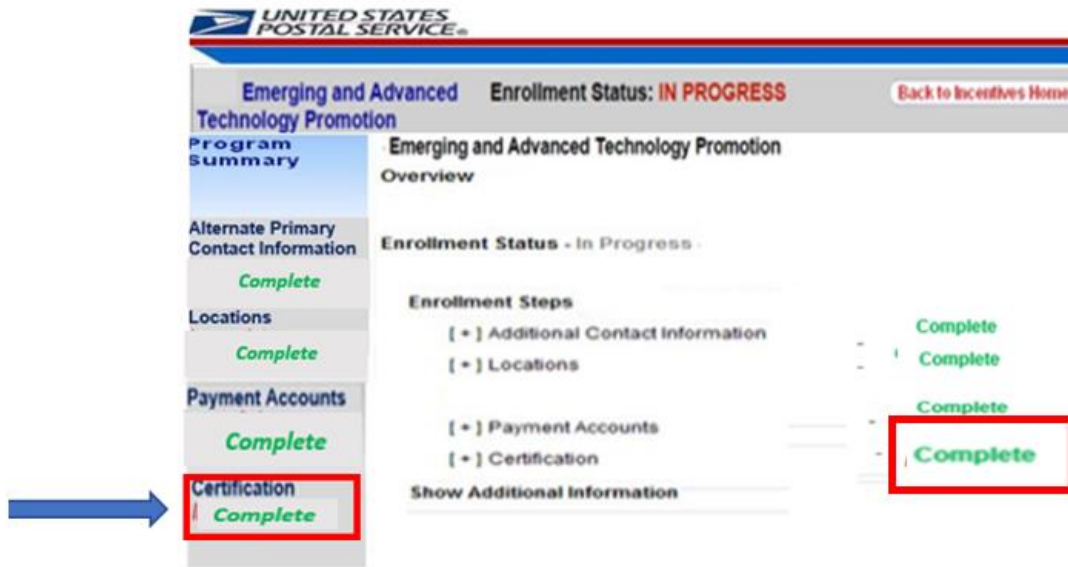 UNITED STATES
POSTAL SERVICE®
Emerging and Advanced Technology Promotion
Enrollment Status: IN PROGRESS
Back to Incentives Home
Program
Summary
Alternate Primary
Contact Information
Complete
Locations
Complete
Payment Accounts
Complete
Certification
Complete
Emerging and Advanced Technology Promotion
Overview
Enrollment Status - In Progress
Enrollment Steps
[+] Additional Contact Information Complete
[+] Locations Complete
[+] Payment Accounts Complete
[+] Certification Complete
Show Additional Information